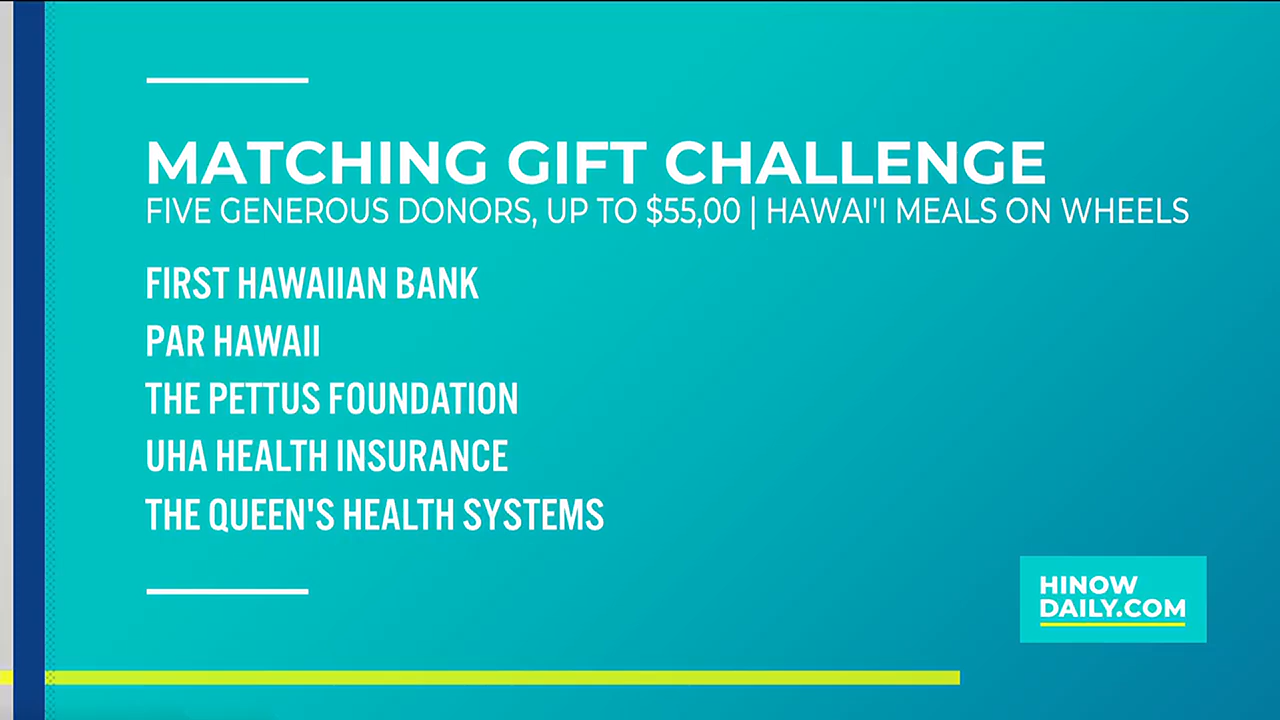 MATCHING GIFT CHALLENGE
FIVE GENEROUS DONORS, UP TO $55,00 | HAWAI'I MEALS ON WHEELS
FIRST HAWAIIAN BANK
PAR HAWAII
THE PETTUS FOUNDATION
UHA HEALTH INSURANCE
THE QUEEN'S HEALTH SYSTEMS
HINOW
DAILY.COM